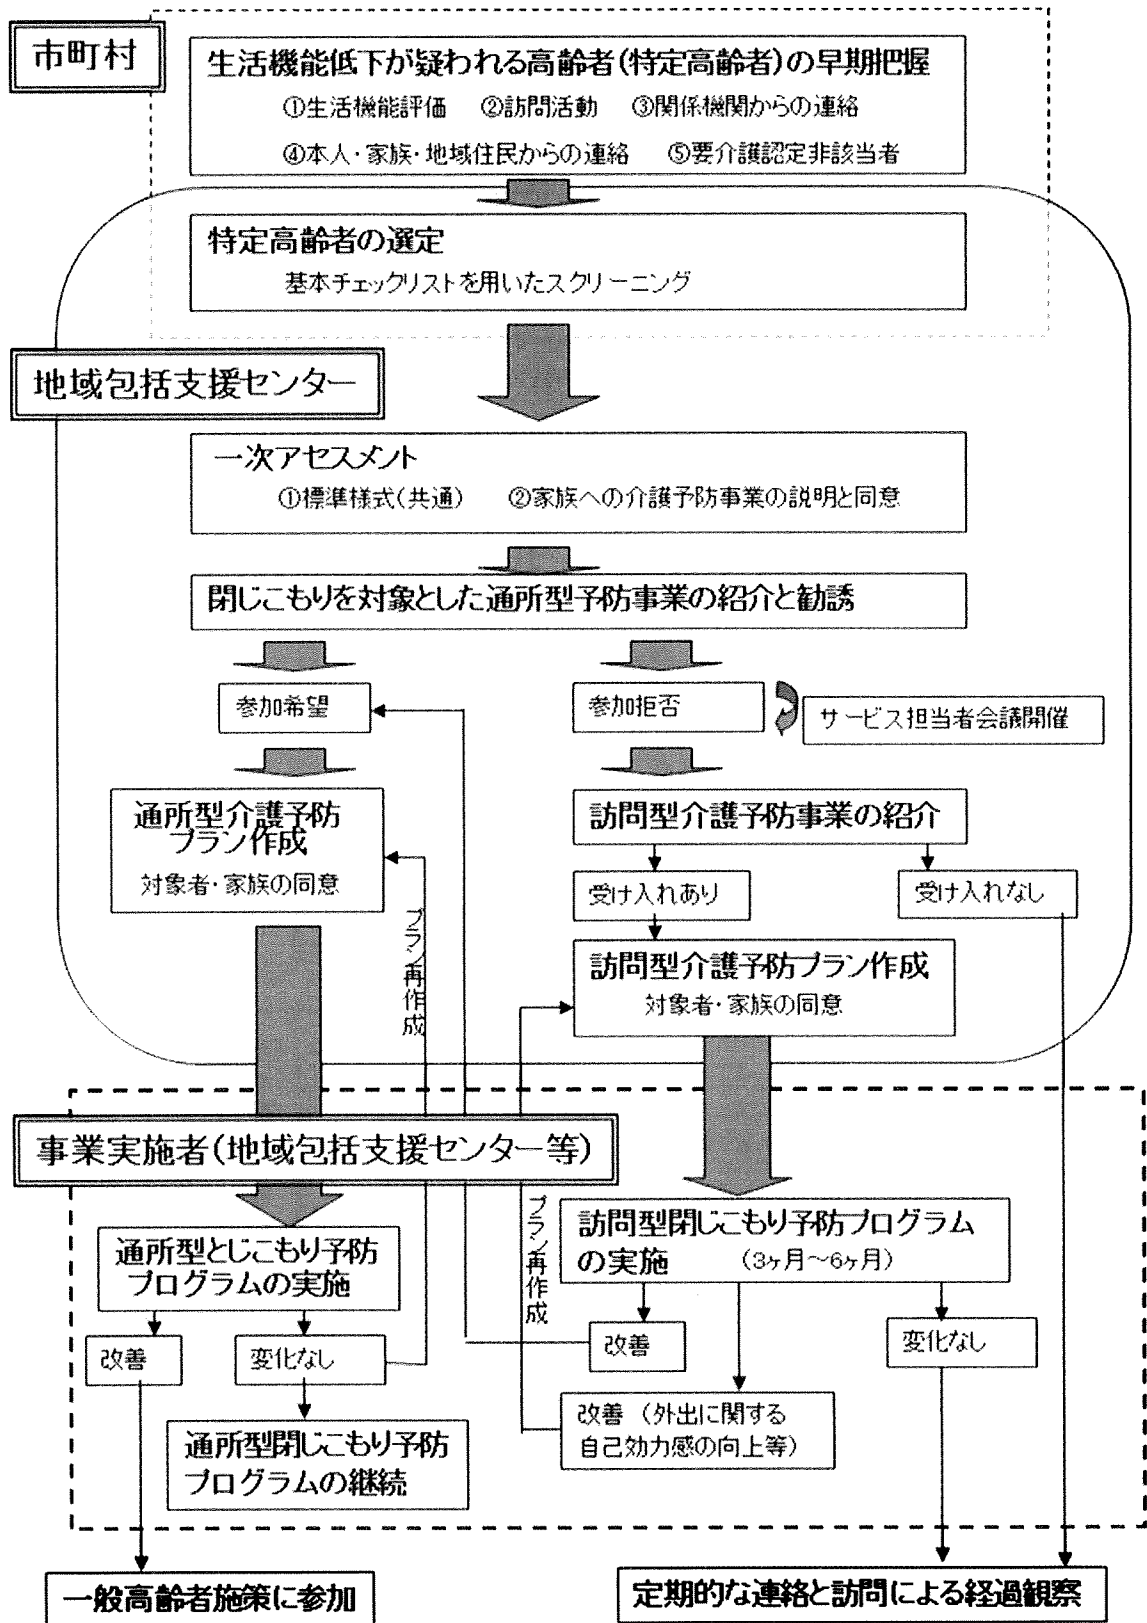 市町村
生活機能低下が疑われる高齢者(特定高齢者)の早期把握
①生活機能評価　②訪問活動　③関係機関からの連絡
④本人・家族・地域住民からの連絡　⑤要介護認定非該当者
特定高齢者の選定
基本チェックリストを用いたスクリーニング
地域包括支援センター
一次アセスメント
①標準様式(共通)　②家族への介護予防事業の説明と同意
閉じこもりを対象とした通所型予防事業の紹介と勧誘
参加希望
参加拒否
サービス担当者会議開催
通所型介護予防
プラン作成
対象者・家族の同意
訪問型介護予防事業の紹介
受け入れあり
受け入れなし
プラン再作成
訪問型介護予防プラン作成
対象者・家族の同意
事業実施者(地域包括支援センター等)
通所型とじこもり予防
プログラムの実施
プラン再作成
訪問型閉じこもり予防プログラム
の実施　(3ヶ月～6ヶ月)
改善
変化なし
改善
変化なし
通所型閉じこもり予防
プログラムの継続
改善 (外出に関する
自己効力感の向上等)
一般高齢者施策に参加
定期的な連絡と訪問による経過観察